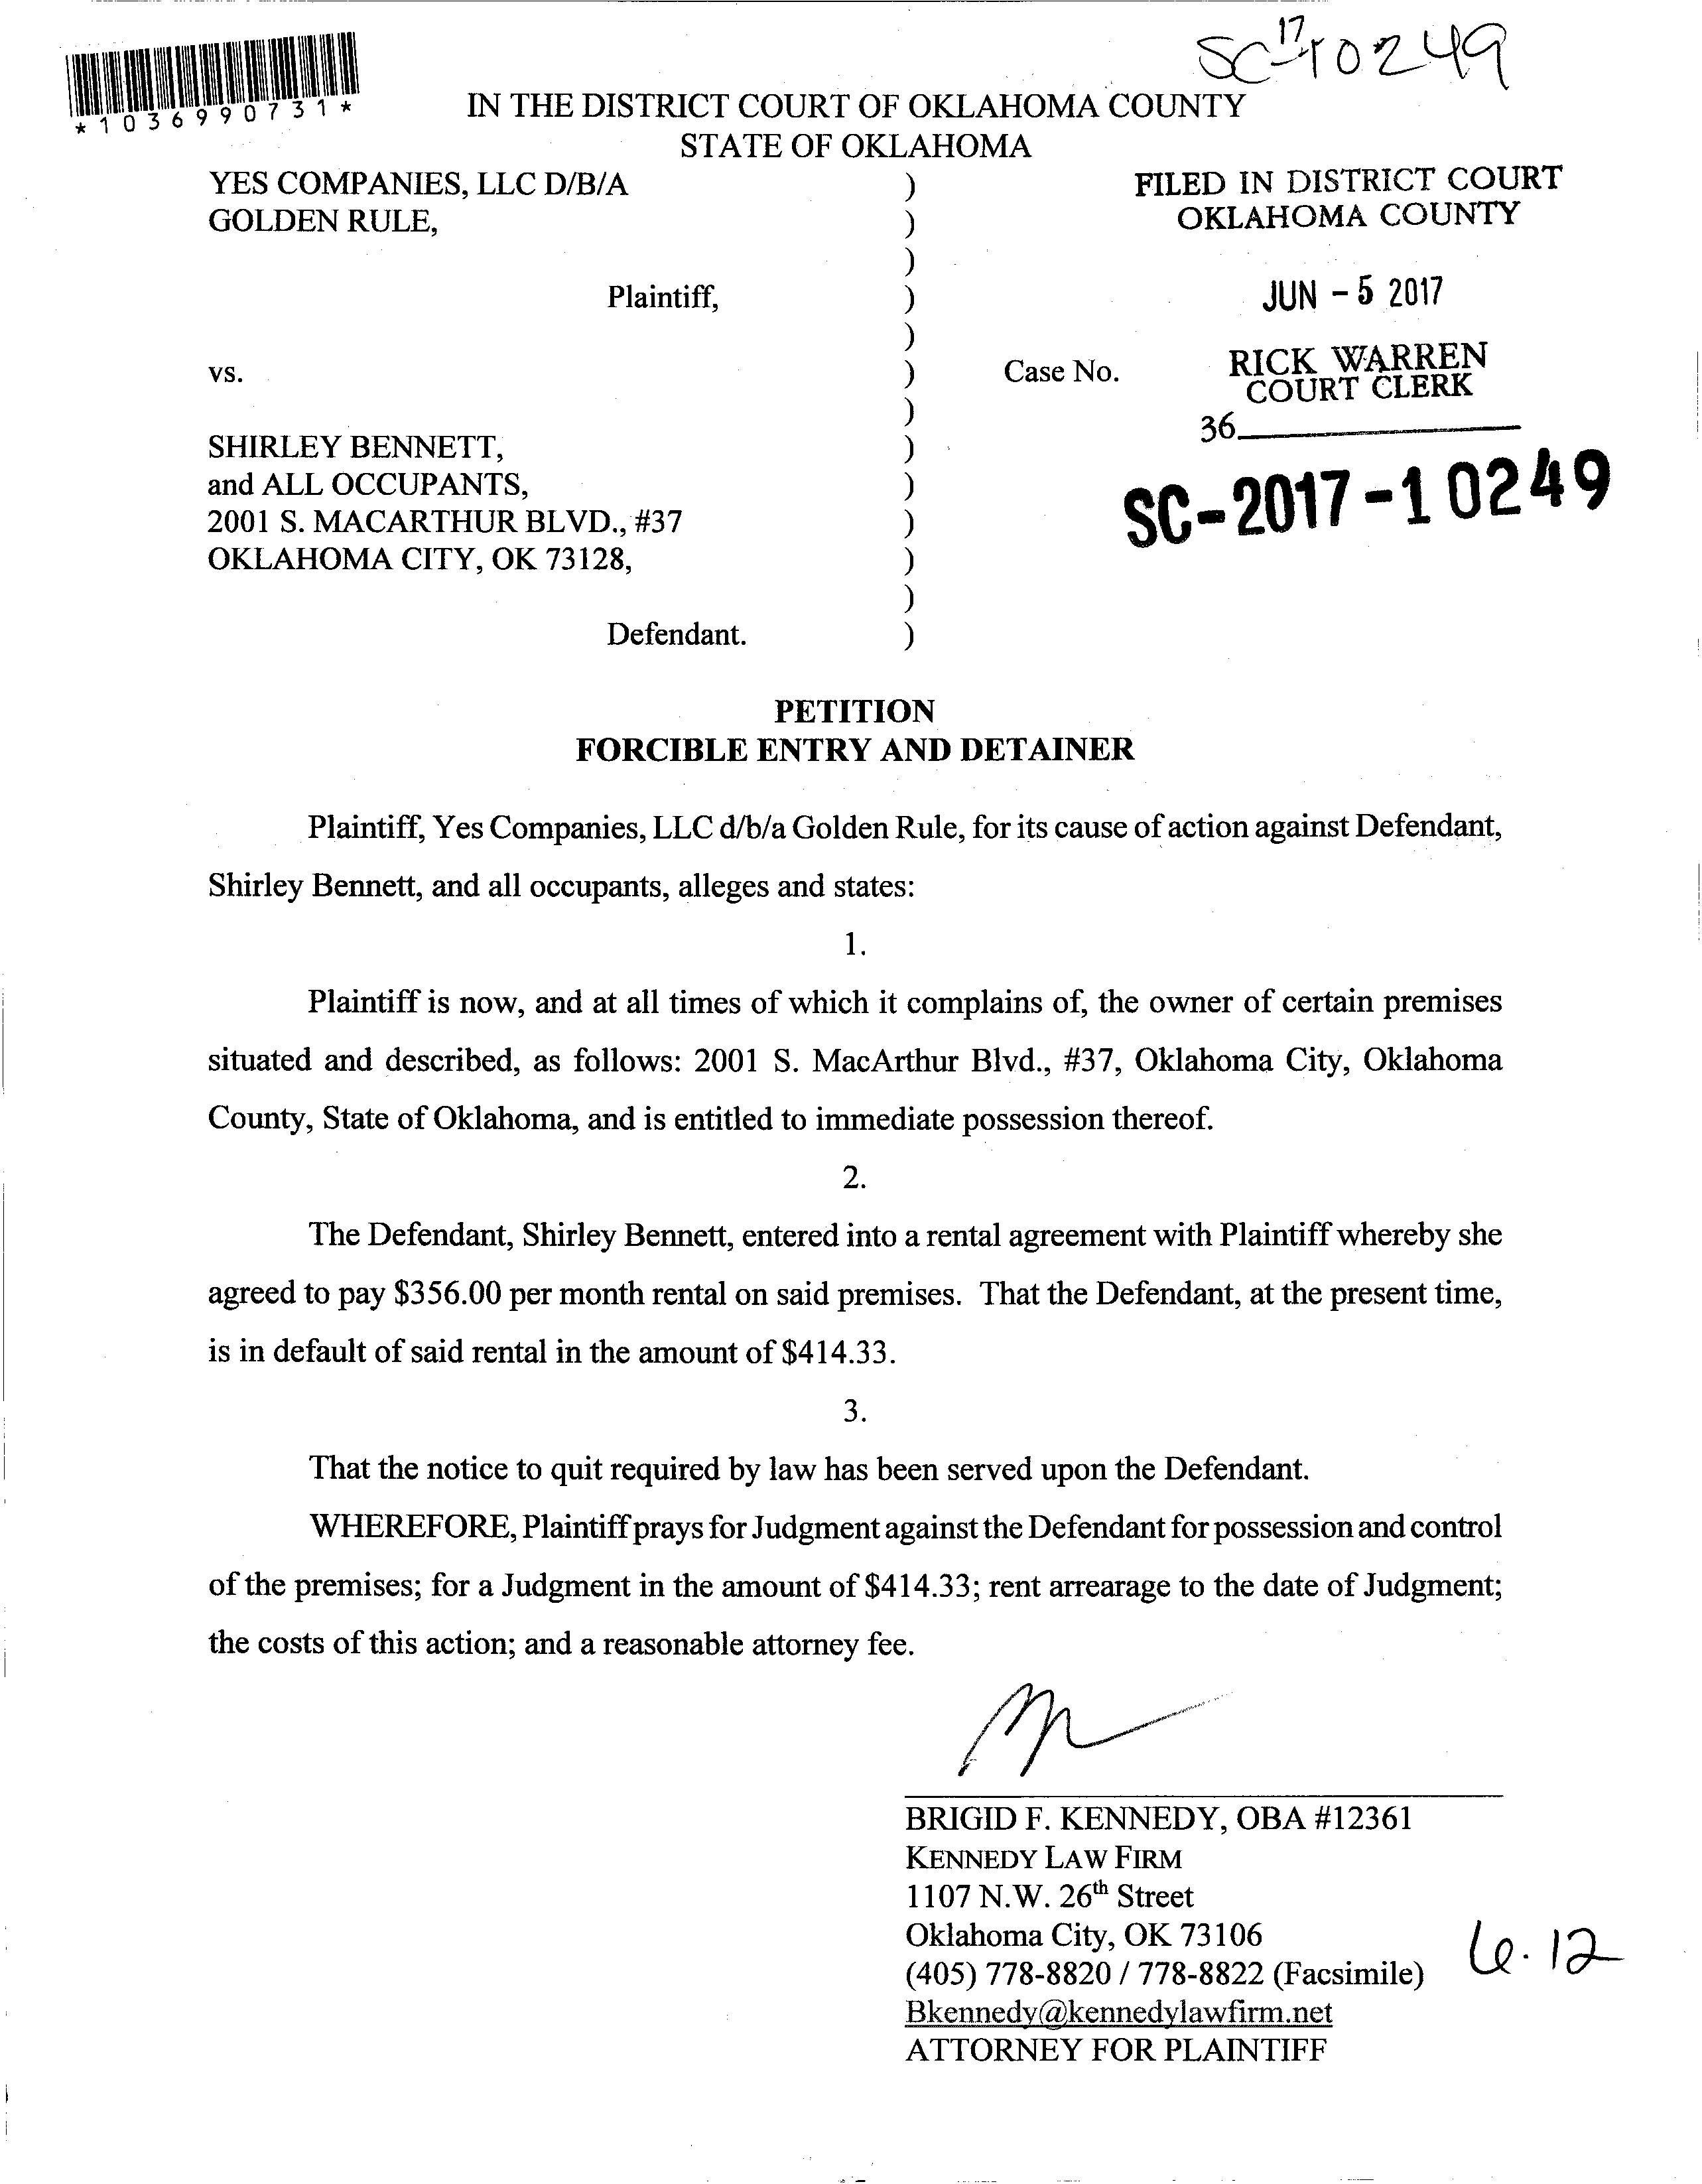 SC-17-10249
*1036990731*
IN THE DISTRICT COURT OF OKLAHOMA COUNTY
STATE OF OKLAHOMA
YES COMPANIES, LLC D/B/A )
GOLDEN RULE, )
)
Plaintiff, )
)
vs. ) Case No.
)
SHIRLEY BENNETT, )
and ALL OCCUPANTS, )
2001 S. MACARTHUR BLVD., #37 )
OKLAHOMA CITY, OK 73128, )
)
Defendant. )
FILED IN DISTRICT COURT
OKLAHOMA COUNTY
JUN - 5 2017
RICK WARREN
COURT CLERK
36
SC-2017-10249
PETITION
FORCIBLE ENTRY AND DETAINER
Plaintiff, Yes Companies, LLC d/b/a Golden Rule, for its cause of action against Defendant,
Shirley Bennett, and all occupants, alleges and states:
1.
Plaintiff is now, and at all times of which it complains of, the owner of certain premises
situated and described, as follows: 2001 S. MacArthur Blvd., #37, Oklahoma City, Oklahoma
County, State of Oklahoma, and is entitled to immediate possession thereof.
2.
The Defendant, Shirley Bennett, entered into a rental agreement with Plaintiff whereby she
agreed to pay $356.00 per month rental on said premises. That the Defendant, at the present time,
is in default of said rental in the amount of $414.33.
3.
That the notice to quit required by law has been served upon the Defendant.
WHEREFORE, Plaintiff prays for Judgment against the Defendant for possession and control
of the premises; for a Judgment in the amount of $414.33; rent arrearage to the date of Judgment;
the costs of this action; and a reasonable attorney fee.
BRIGID F. KENNEDY, OBA #12361
KENNEDY LAW FIRM
1107 N.W. 26th Street
Oklahoma City, OK 73106
(405) 778-8820 / 778-8822 (Facsimile)
Bkennedy@kennedylawfirm.net
ATTORNEY FOR PLAINTIFF
6.12